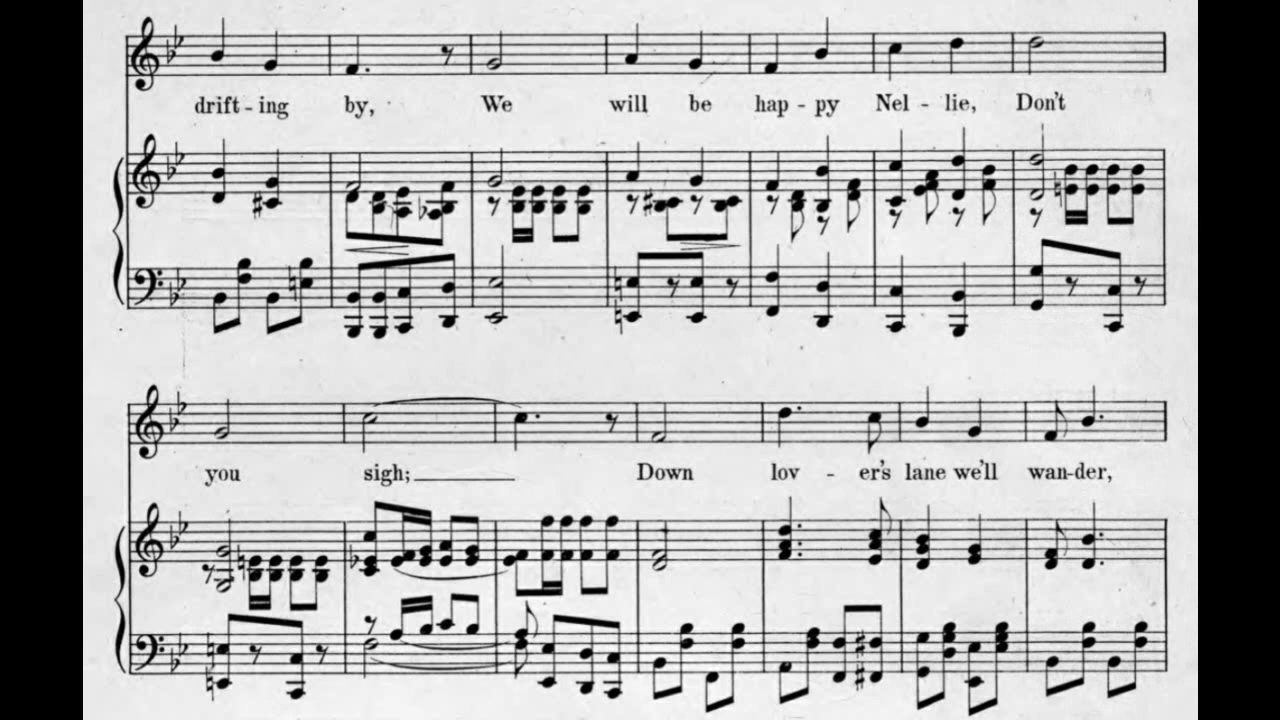 drift-ing by, We will be hap-py Nel-lie, Don't
you sigh; Down lov-er's lane we'll wan-der,